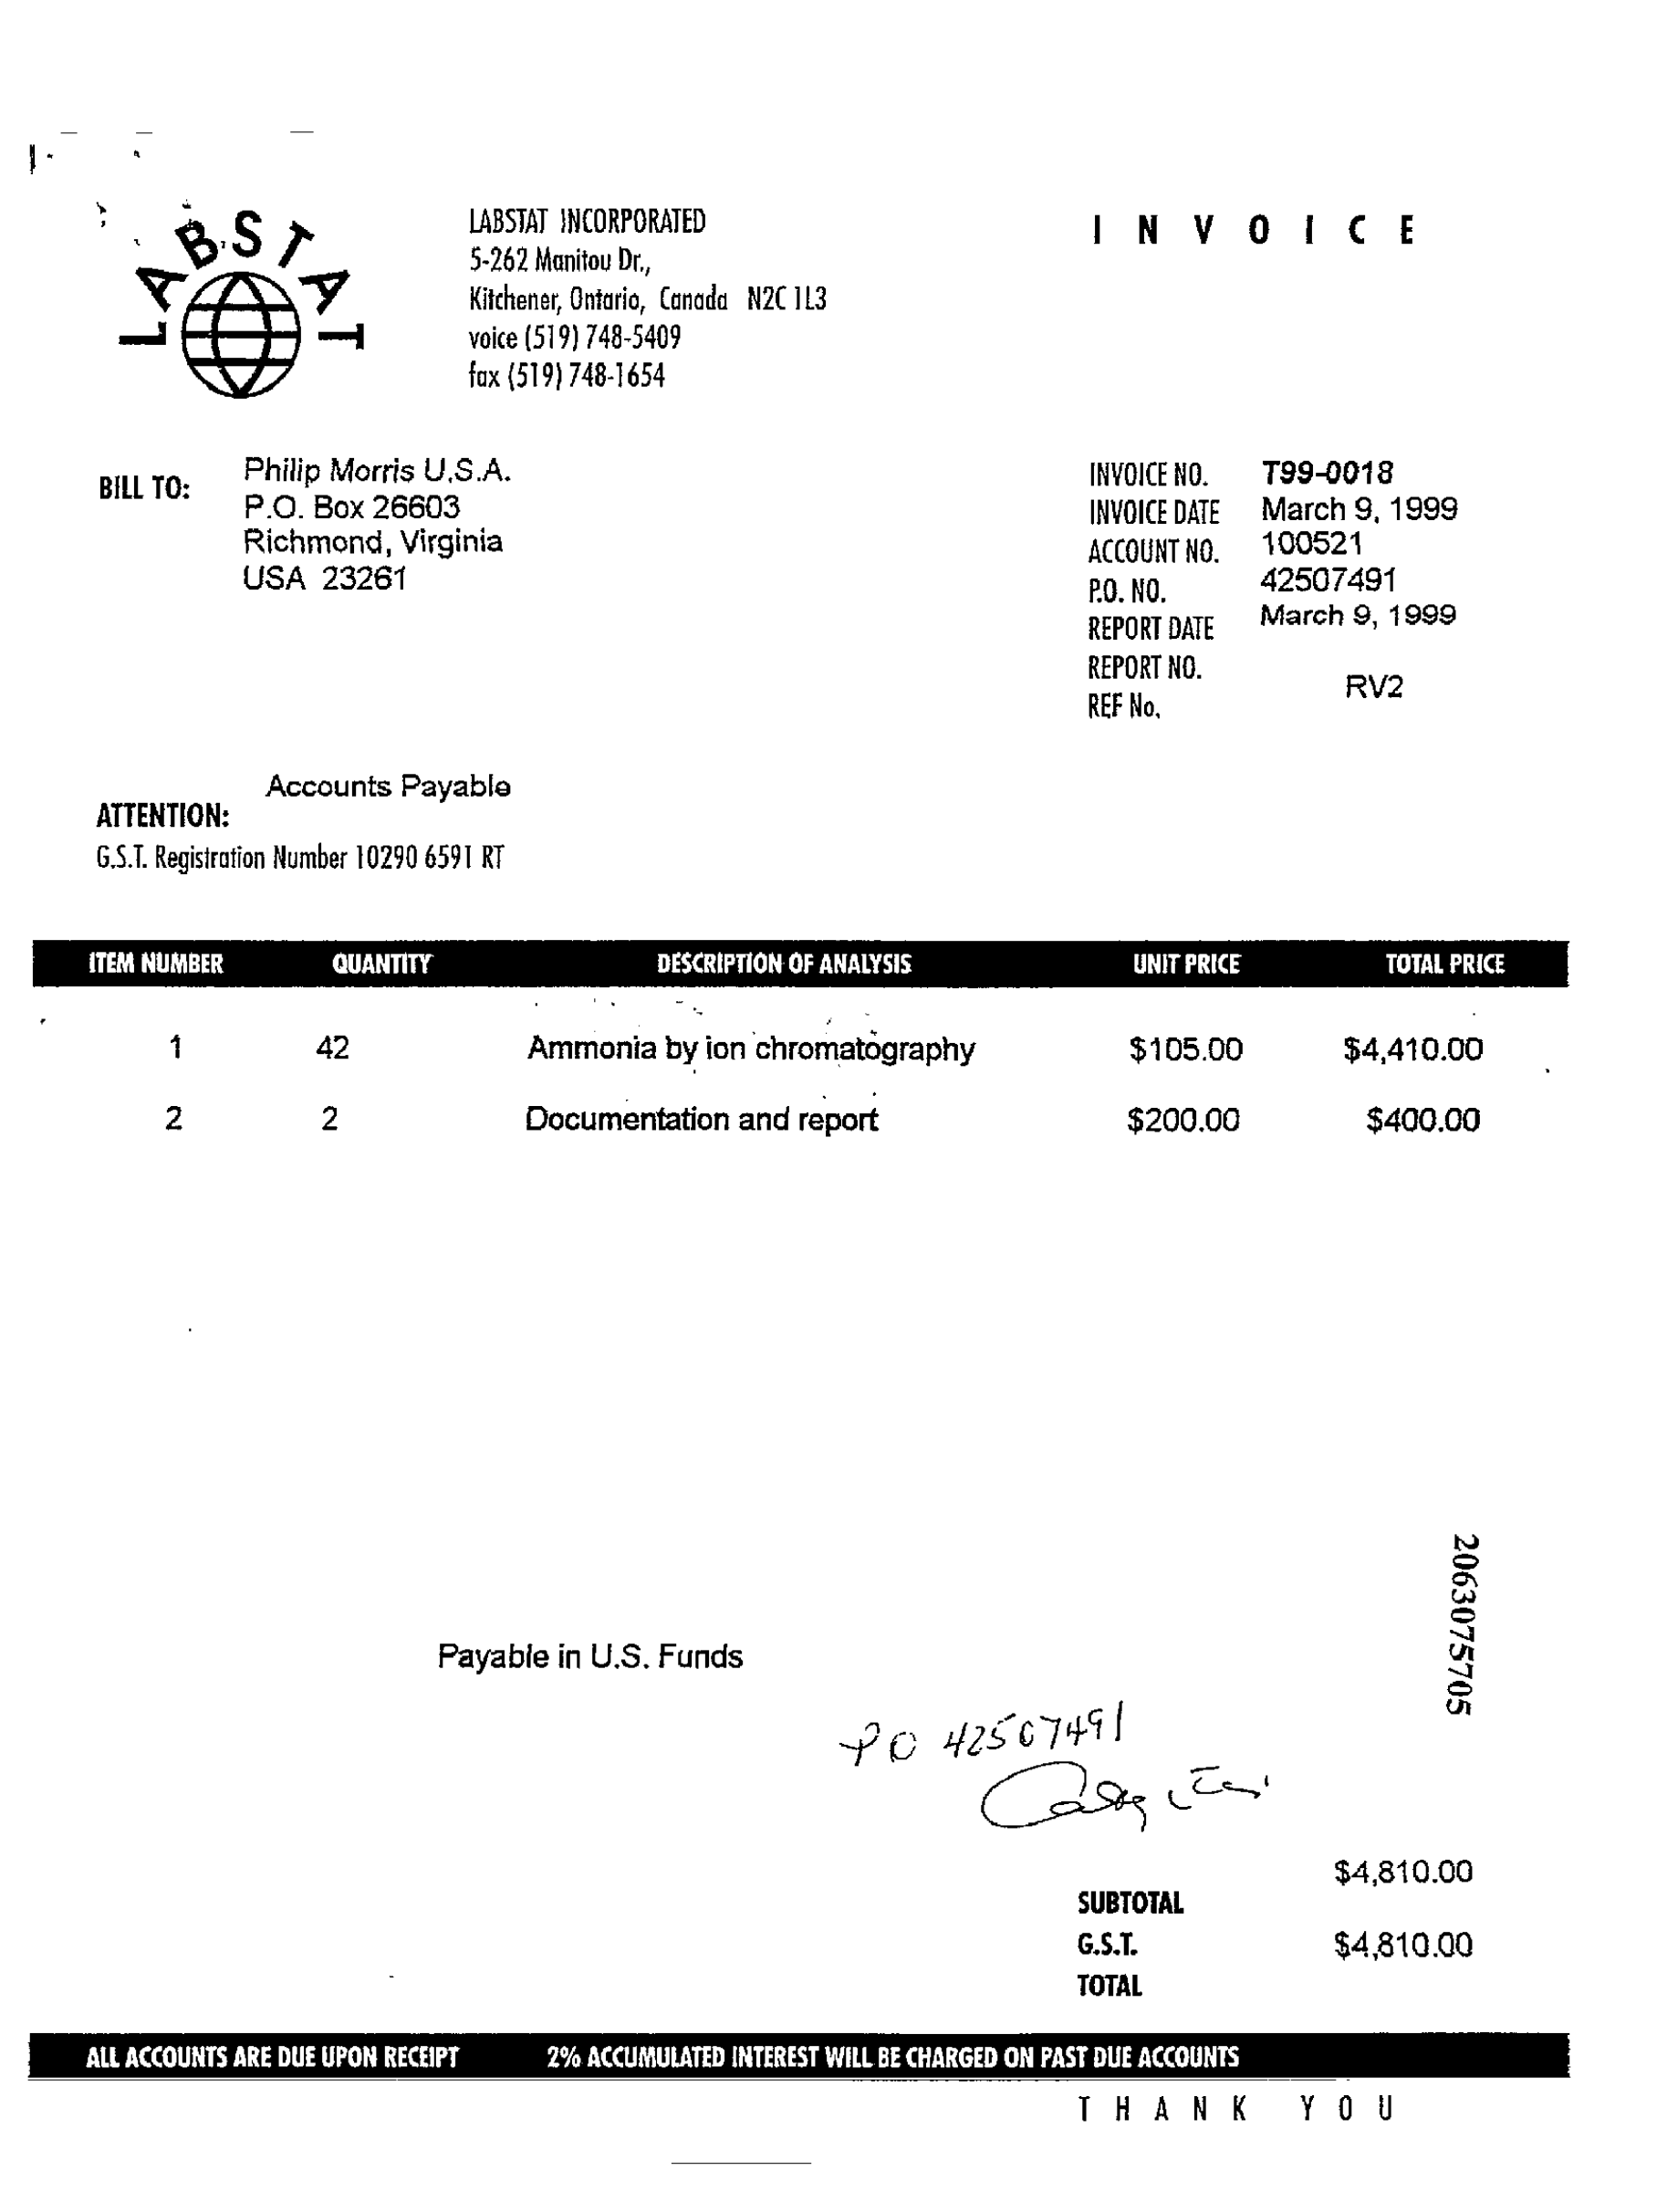 LABSTAT
LABSTAT INCORPORATED
5-262 Manitou Dr.,
Kitchener, Ontario, Canada N2C 1L3
voice (519) 748-5409
fax (519) 748-1654
INVOICE
BILL TO:
Philip Morris U.S.A.
P.O. Box 26603
Richmond, Virginia
USA 23261
INVOICE NO. T99-0018
INVOICE DATE March 9, 1999
ACCOUNT NO. 100521
P.O. NO. 42507491
REPORT DATE March 9, 1999
REPORT NO.
REF No. RV2
Accounts Payable
ATTENTION:
G.S.T. Registration Number 10290 6591 RT
ITEM NUMBER QUANTITY DESCRIPTION OF ANALYSIS UNIT PRICE TOTAL PRICE
1 42 Ammonia by ion chromatography $105.00 $4,410.00
2 2 Documentation and report $200.00 $400.00
2063075705
Payable in U.S. Funds
PO 42507491
$4,810.00
SUBTOTAL
G.S.T. $4,810.00
TOTAL
ALL ACCOUNTS ARE DUE UPON RECEIPT 2% ACCUMULATED INTEREST WILL BE CHARGED ON PAST DUE ACCOUNTS
THANK YOU